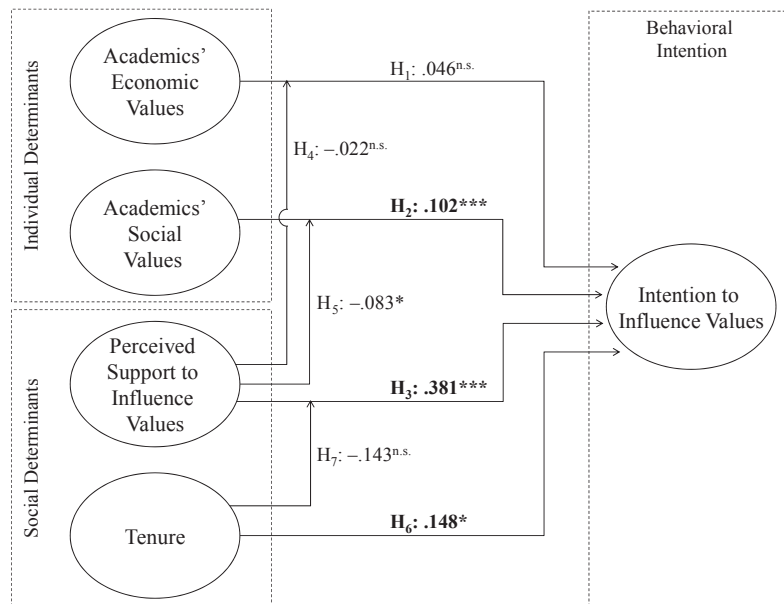 Individual Determinants
Academics’
Economic
Values
Academics’
Social
Values
Social Determinants
Perceived
Support to
Influence
Values
Tenure
H₁: .046ⁿ·ˢ·
H₄: –.022ⁿ·ˢ·
H₂: .102***
H₅: –.083*
H₃: .381***
H₇: –.143ⁿ·ˢ·
H₆: .148*
Behavioral
Intention
Intention to
Influence Values